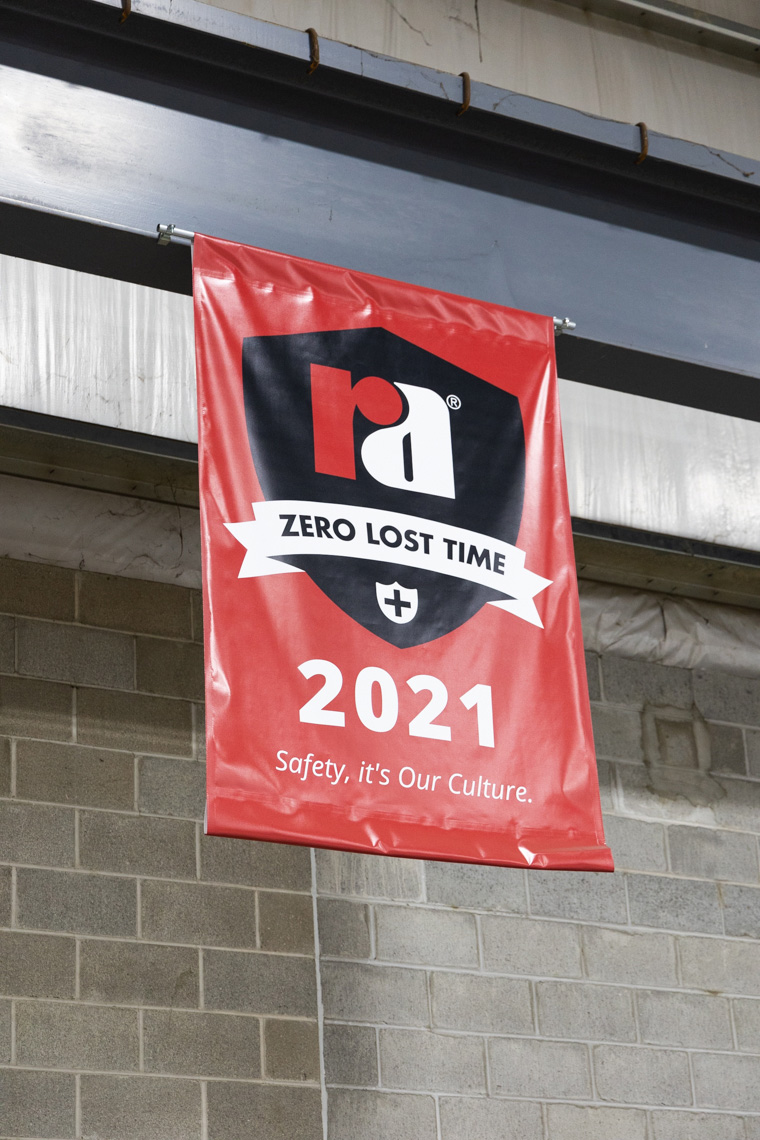 ra®
ZERO LOST TIME
2021
Safety, it's Our Culture.